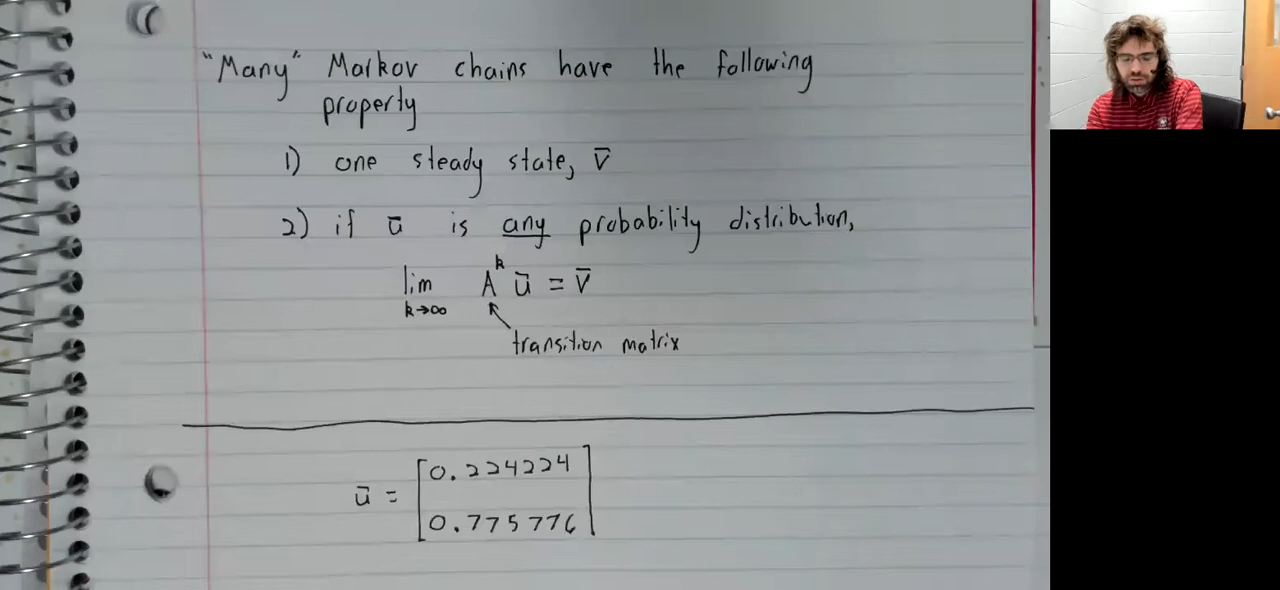 "Many" Markov chains have the following
property
1) one steady state, v̄
2) if ū is any probability distribution,
lim A^k ū = v̄
k→∞
transition matrix
ū = [0.224224
0.775776]